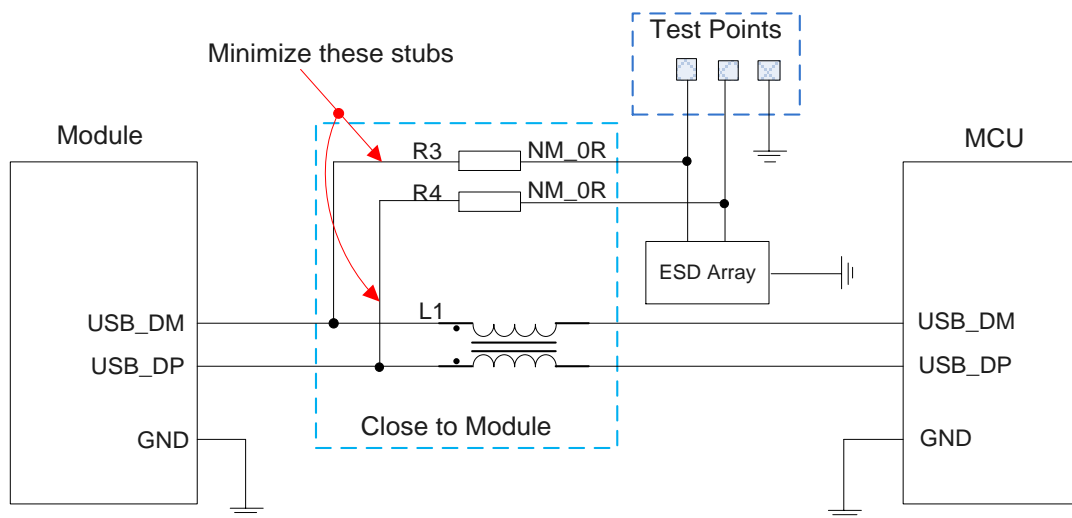 Test Points
Minimize these stubs
Module
MCU
R3
NM_0R
R4
NM_0R
ESD Array
L1
USB_DM
USB_DM
USB_DP
USB_DP
Close to Module
GND
GND